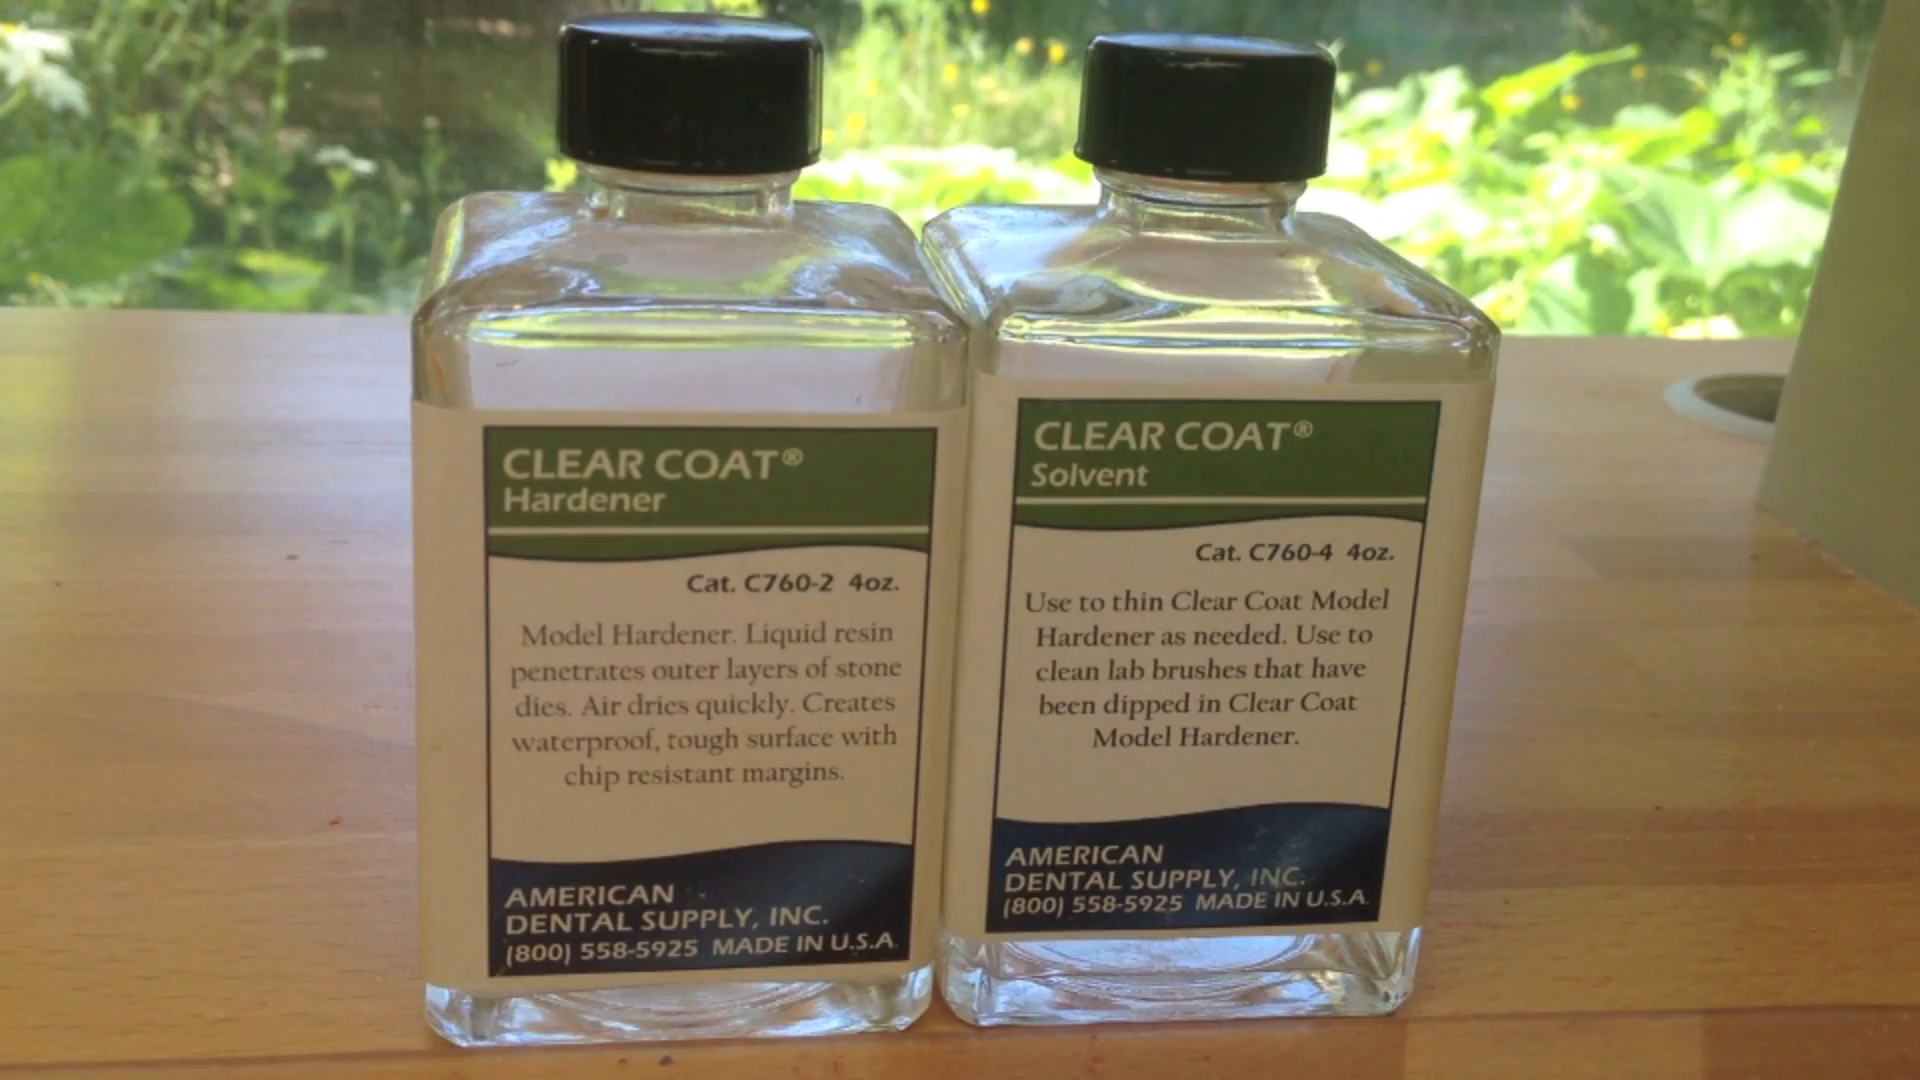 CLEAR COAT®
Hardener
Cat. C760-2 4oz.
Model Hardener. Liquid resin
penetrates outer layers of stone
dies. Air dries quickly. Creates
waterproof, tough surface with
chip resistant margins.
AMERICAN
DENTAL SUPPLY, INC.
(800) 558-5925 MADE IN U.S.A.
CLEAR COAT®
Solvent
Cat. C760-4 4oz.
Use to thin Clear Coat Model
Hardener as needed. Use to
clean lab brushes that have
been dipped in Clear Coat
Model Hardener.
AMERICAN
DENTAL SUPPLY, INC.
(800) 558-5925 MADE IN U.S.A.